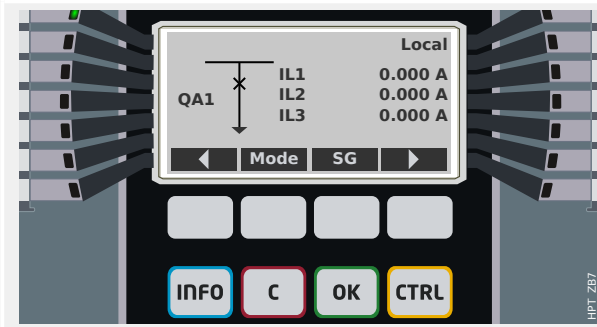 Local
IL1 0.000 A
QA1
IL2 0.000 A
IL3 0.000 A
Mode SG
INFO C OK CTRL
HPT ZB7